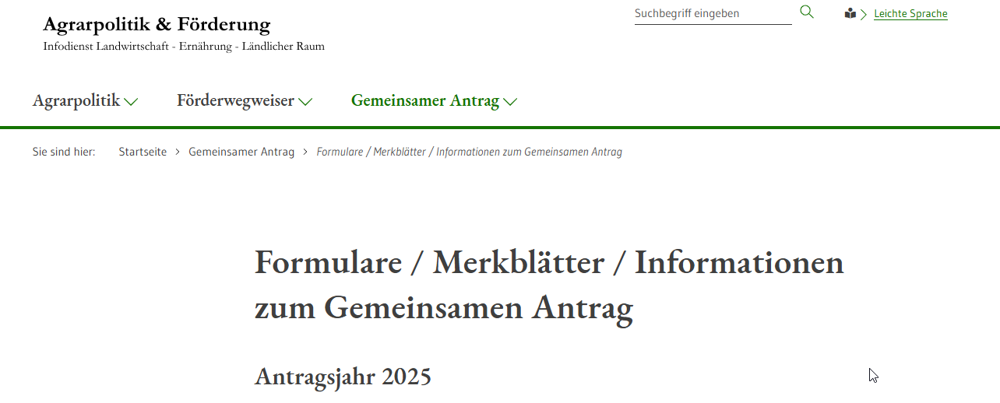 Agrarpolitik & Förderung
Infodienst Landwirtschaft - Ernährung - Ländlicher Raum
Suchbegriff eingeben
Leichte Sprache
Agrarpolitik
Förderwegweiser
Gemeinsamer Antrag
Sie sind hier: Startseite > Gemeinsamer Antrag > Formulare / Merkblätter / Informationen zum Gemeinsamen Antrag
Formulare / Merkblätter / Informationen
zum Gemeinsamen Antrag
Antragsjahr 2025